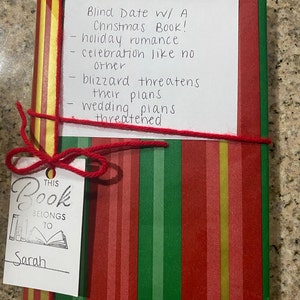 Blind Date w/ A
Christmas Book!
- holiday romance
- celebration like no
other
- blizzard threatens
their plans
- wedding plans
threatened
THIS
Book
BELONGS
TO
Sarah